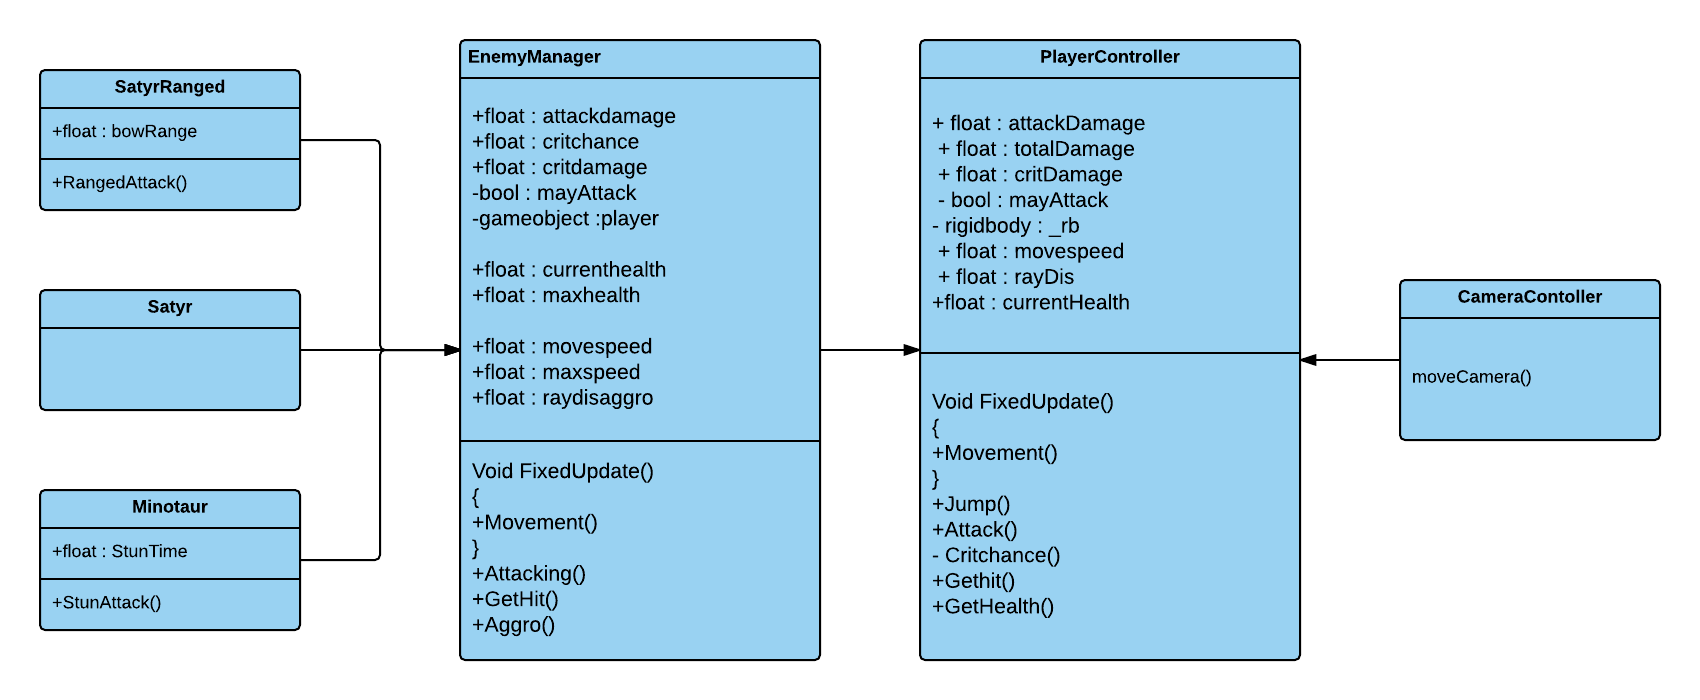 SatyrRanged
+float : bowRange
+RangedAttack()
Satyr
Minotaur
+float : StunTime
+StunAttack()
EnemyManager
+float : attackdamage
+float : critchance
+float : critdamage
-bool : mayAttack
-gameobject :player
+float : currenthealth
+float : maxhealth
+float : movespeed
+float : maxspeed
+float : raydisaggro
Void FixedUpdate()
{
+Movement()
}
+Attacking()
+GetHit()
+Aggro()
PlayerController
+ float : attackDamage
+ float : totalDamage
+ float : critDamage
- bool : mayAttack
- rigidbody : _rb
+ float : movespeed
+ float : rayDis
+float : currentHealth
Void FixedUpdate()
{
+Movement()
}
+Jump()
+Attack()
- Critchance()
+Gethit()
+GetHealth()
CameraContoller
moveCamera()